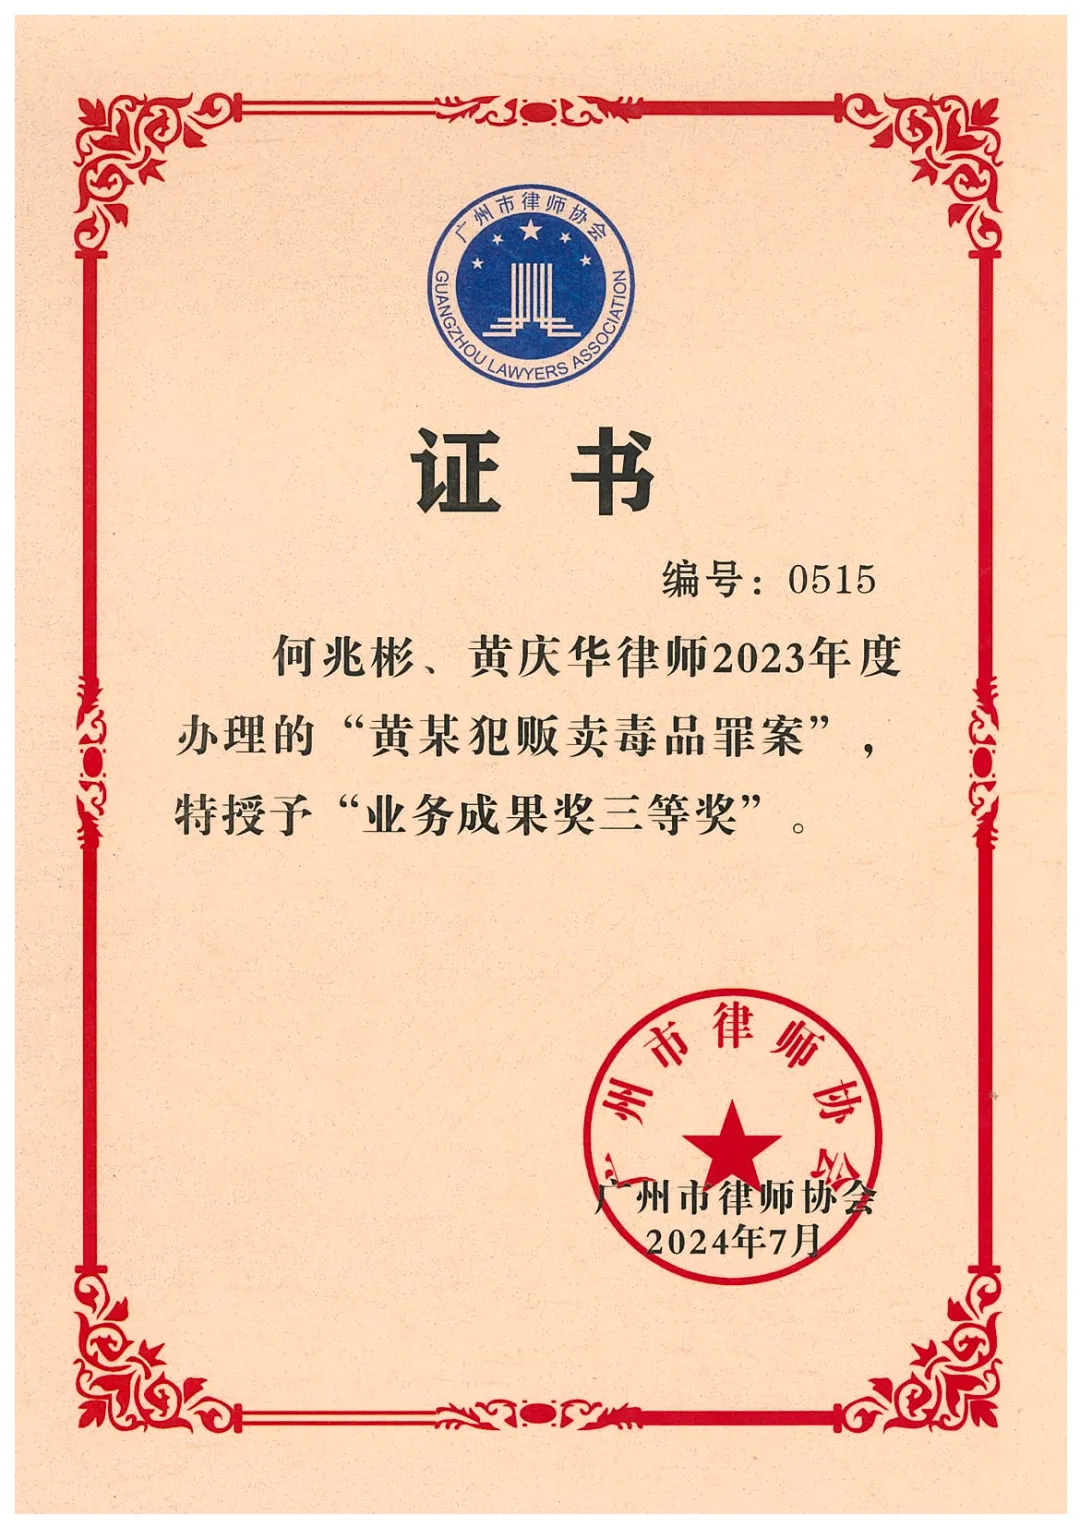 广州市律师协会
GUANGZHOU LAWYERS ASSOCIATION
证书
编号：0515
何兆彬、黄庆华律师2023年度
办理的“黄某犯贩卖毒品罪案”，
特授予“业务成果奖三等奖”。
广州市律师协会
广州市律师协会
2024年7月